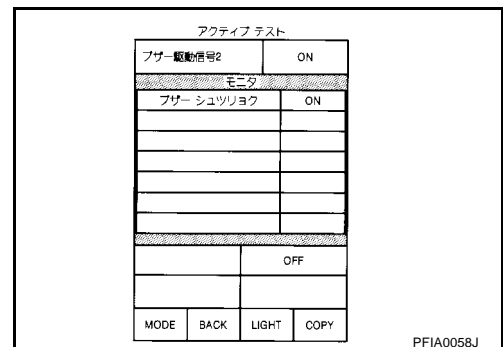 アクティブ テスト
ブザー駆動信号2 ON
モニタ
ブザー シュツリョク ON
OFF
MODE BACK LIGHT COPY
PFIA0058J